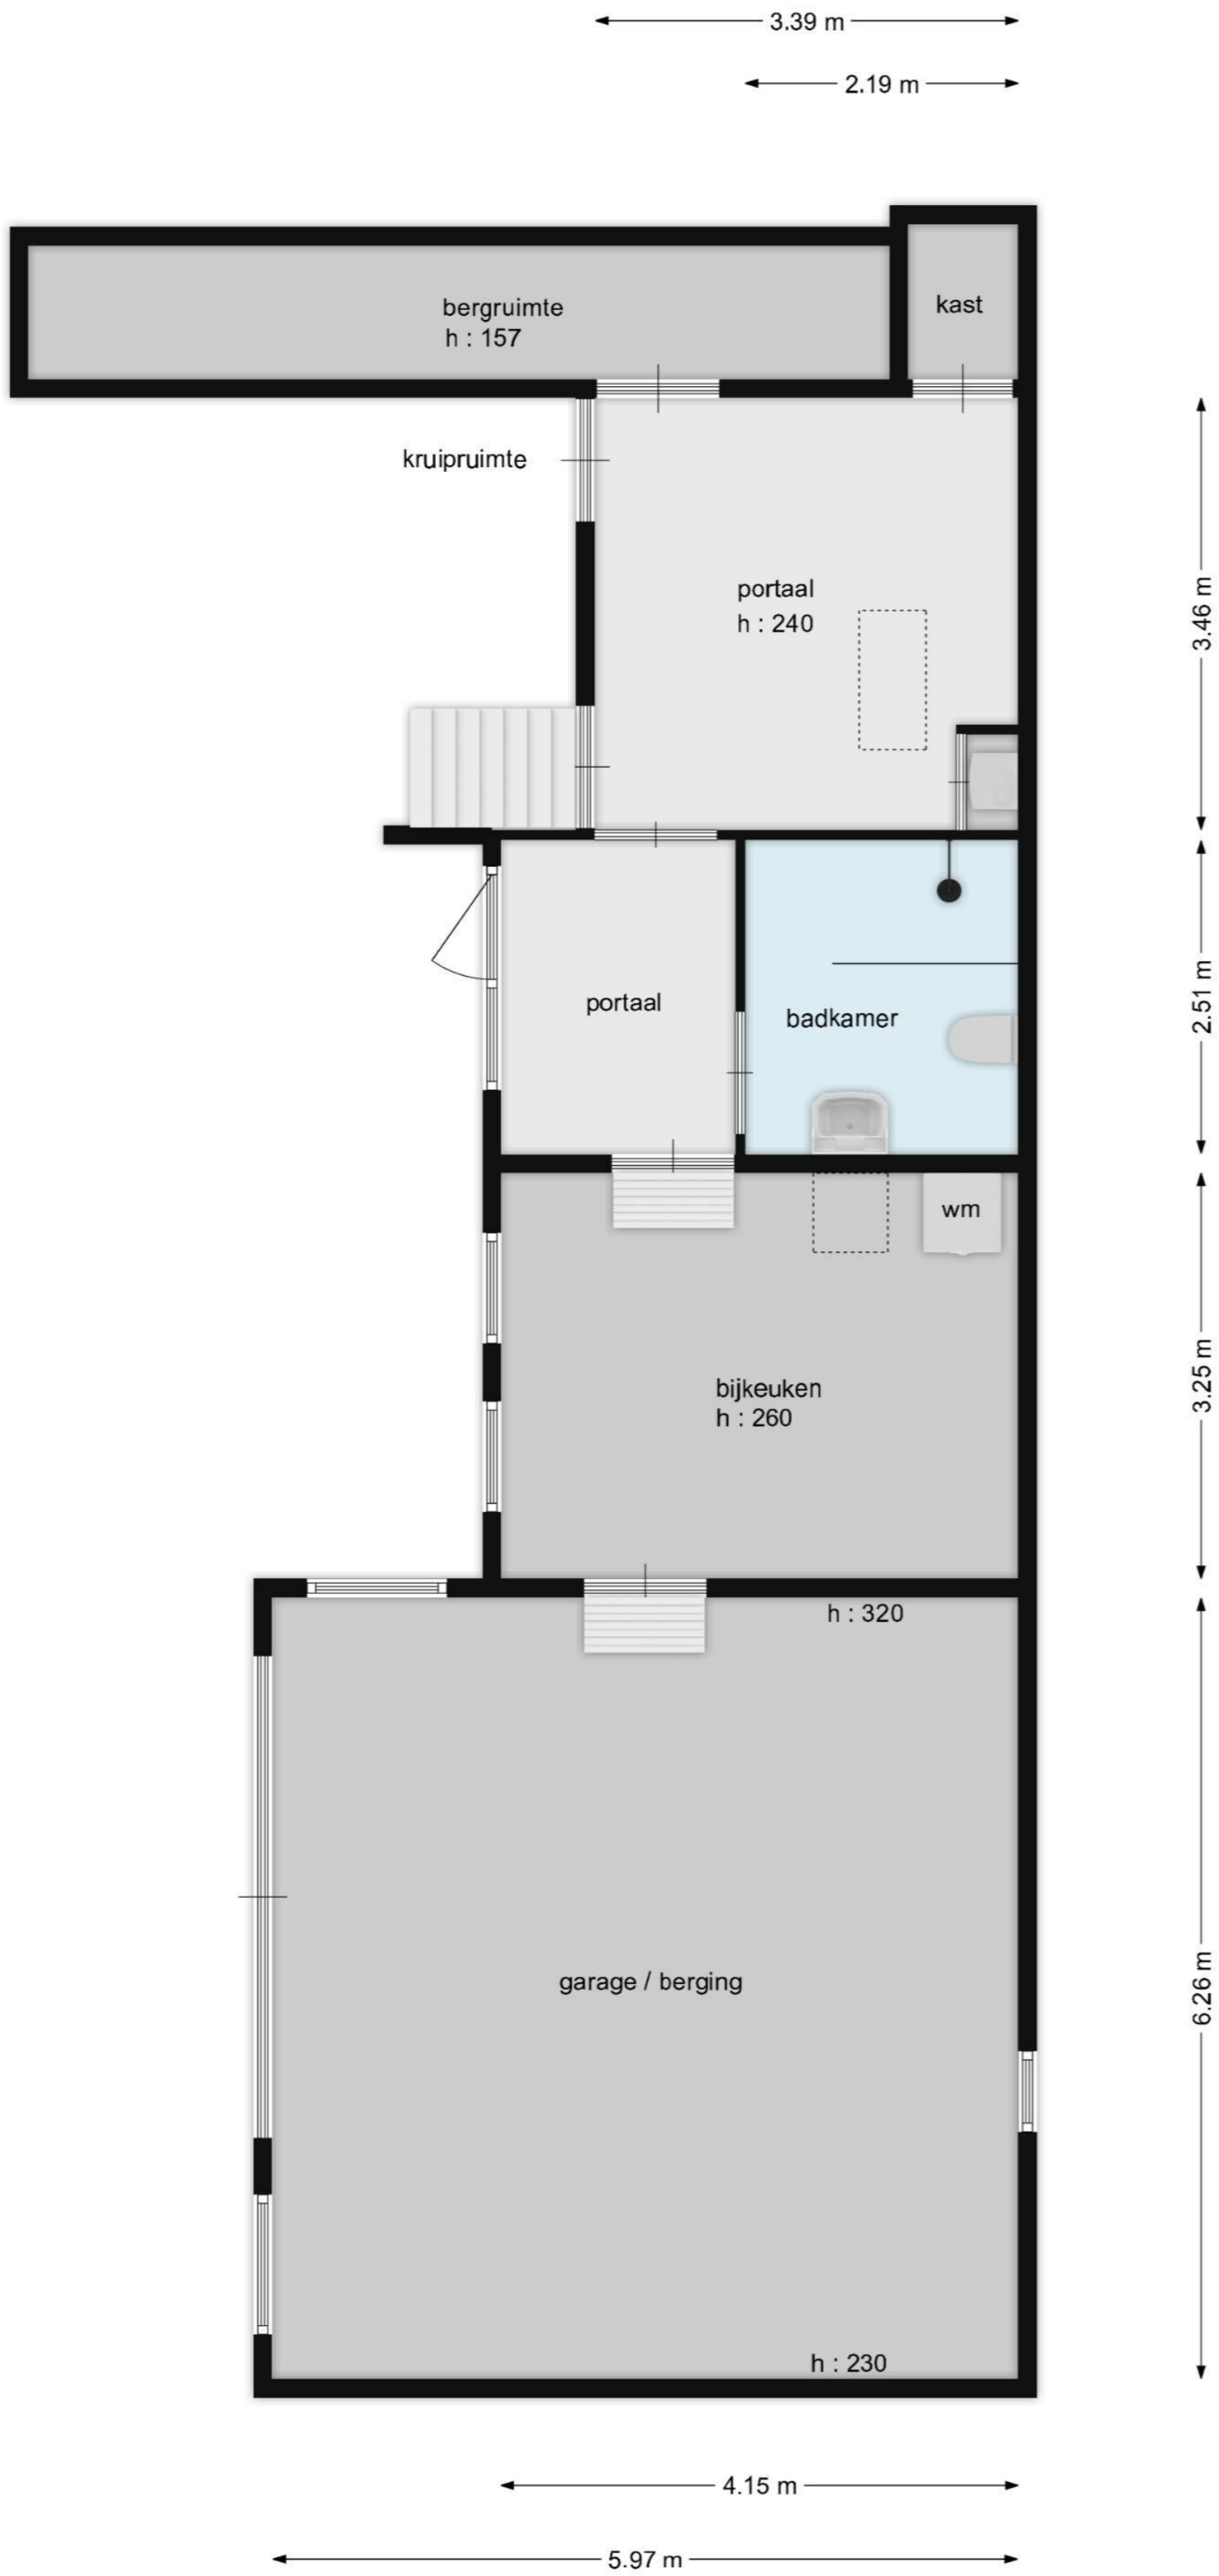 3.39 m
2.19 m
bergruimte
h : 157
kast
kruipruimte
portaal
h : 240
3.46 m
portaal
badkamer
2.51 m
wm
bijkeuken
h : 260
3.25 m
h : 320
garage / berging
6.26 m
h : 230
4.15 m
5.97 m